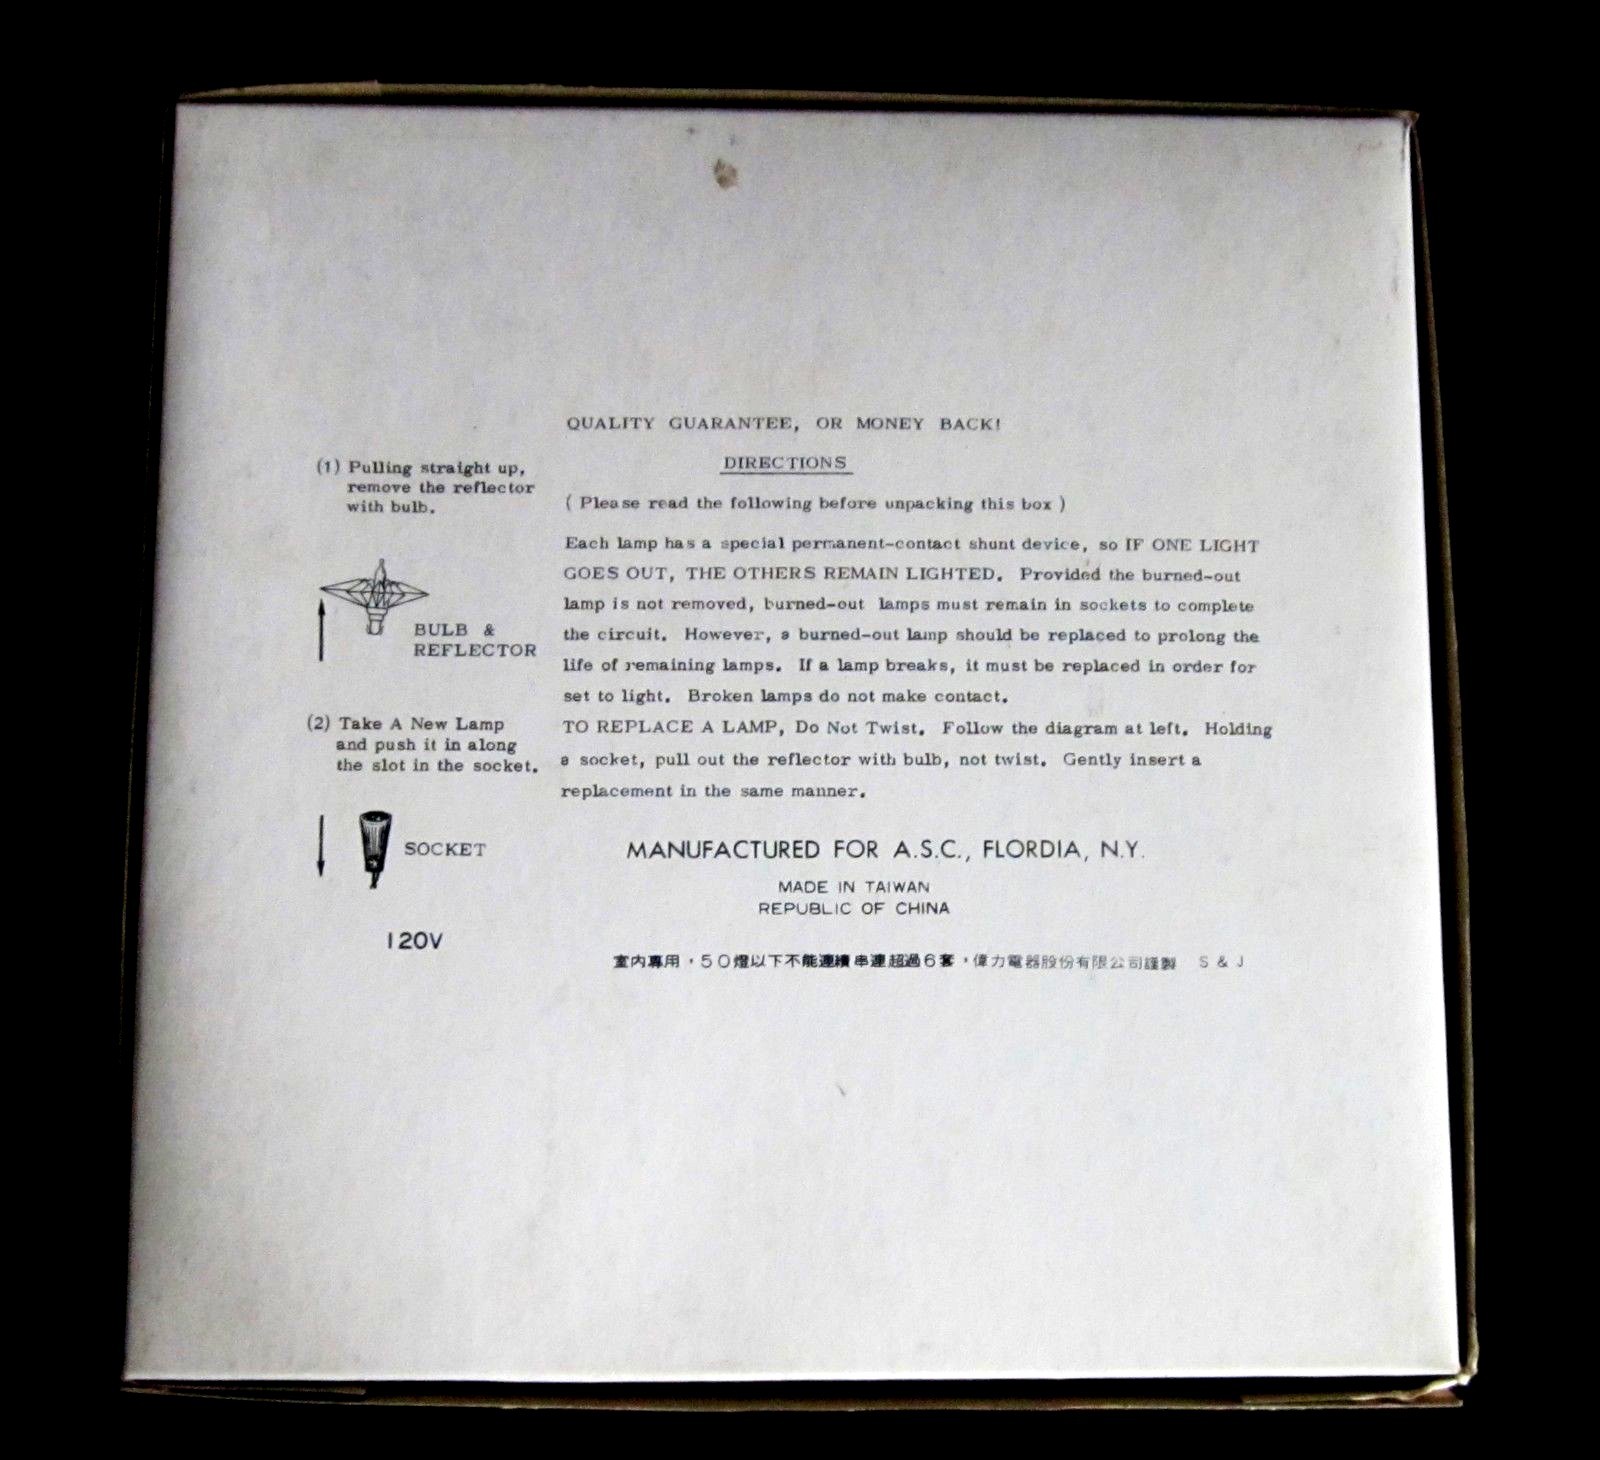 QUALITY GUARANTEE, OR MONEY BACK!
DIRECTIONS
( Please read the following before unpacking this box )
(1) Pulling straight up,
remove the reflector
with bulb.
BULB &
REFLECTOR
(2) Take A New Lamp
and push it in along
the slot in the socket.
SOCKET
120V
Each lamp has a special permanent-contact shunt device, so IF ONE LIGHT
GOES OUT, THE OTHERS REMAIN LIGHTED. Provided the burned-out
lamp is not removed, burned-out lamps must remain in sockets to complete
the circuit. However, a burned-out lamp should be replaced to prolong the
life of remaining lamps. If a lamp breaks, it must be replaced in order for
set to light. Broken lamps do not make contact.
TO REPLACE A LAMP, Do Not Twist. Follow the diagram at left. Holding
a socket, pull out the reflector with bulb, not twist. Gently insert a
replacement in the same manner.
MANUFACTURED FOR A.S.C., FLORDIA, N.Y.
MADE IN TAIWAN
REPUBLIC OF CHINA
室內專用，50燈以下不能連續串連超過6套，偉力電器股份有限公司謹製 S & J